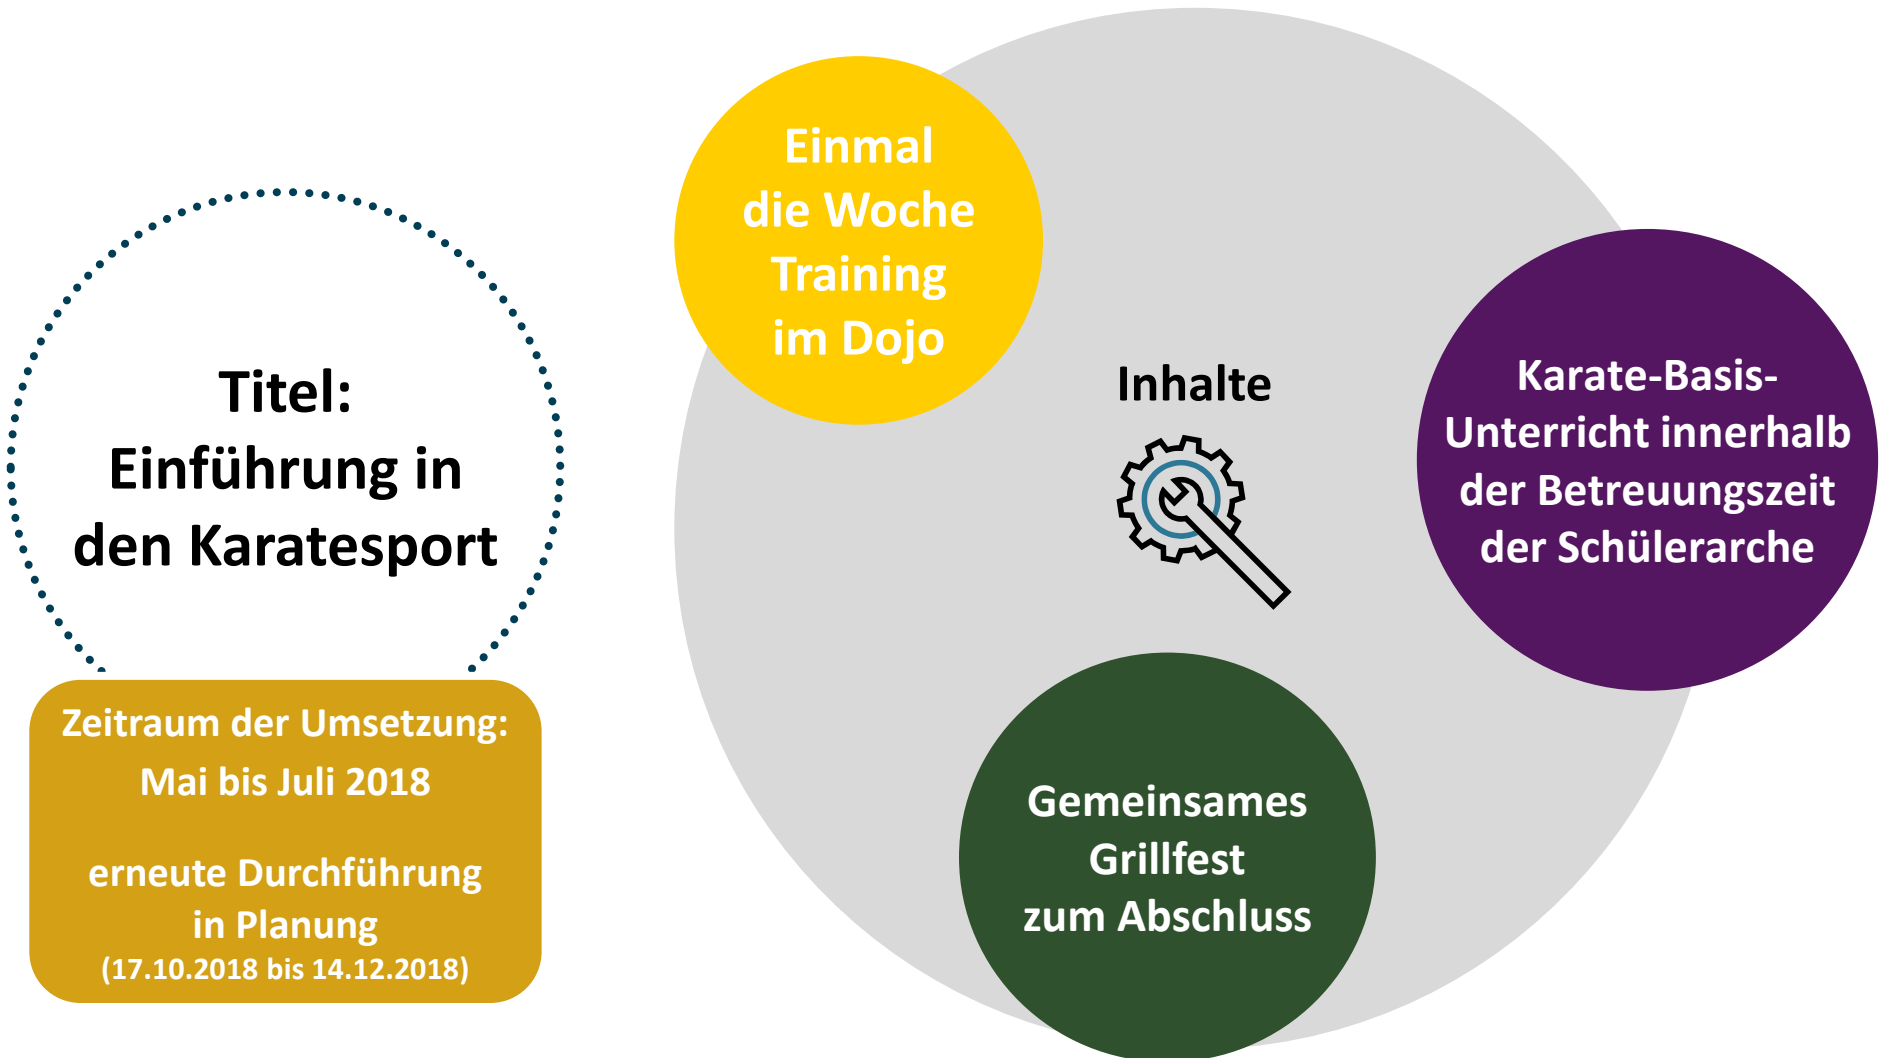 Titel:
Einführung in
den Karatesport
Zeitraum der Umsetzung:
Mai bis Juli 2018
erneute Durchführung
in Planung
(17.10.2018 bis 14.12.2018)
Einmal
die Woche
Training
im Dojo
Inhalte
Karate-Basis-
Unterricht innerhalb
der Betreuungszeit
der Schülerarche
Gemeinsames
Grillfest
zum Abschluss